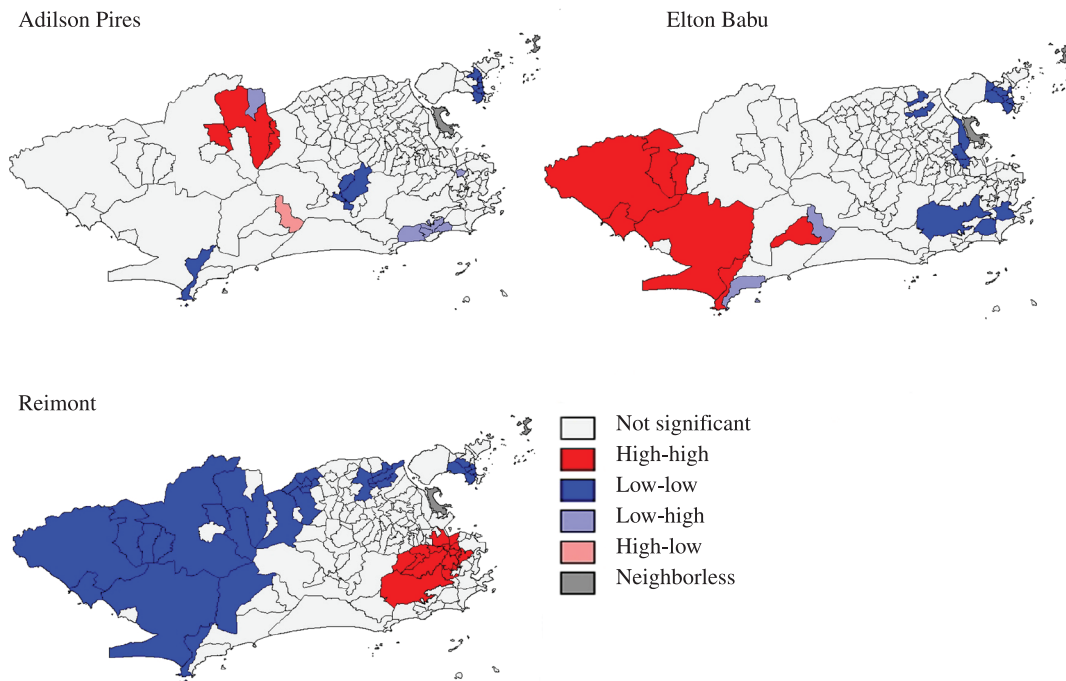 Adilson Pires
Elton Babu
Reimont
Not significant
High-high
Low-low
Low-high
High-low
Neighborless